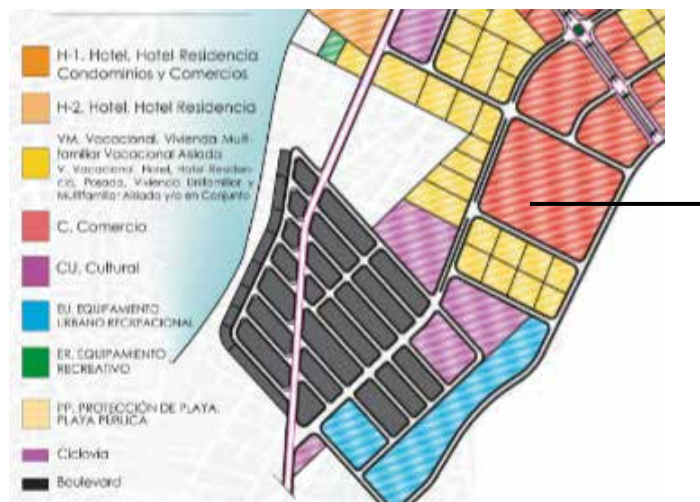 H-1. Hotel, Hotel Residencia
Condominios y Comercios
H-2. Hotel, Hotel Residencia
VM. Vacacional, Vivienda Mult-
familiar Vacacional Aislada
V. Vacacional, Hotel, Hotel Residen-
cia, Posada, Vivienda Unifamiliar y
Multifamiliar Aislada y/o en Conjunto
C. Comercio
CU. Cultural
EU. EQUIPAMIENTO
URBANO RECREACIONAL
ER. EQUIPAMIENTO
RECREATIVO
PP. PROTECCIÓN DE PLAYA.
PLAYA PÚBLICA
Ciclovia
Boulevard